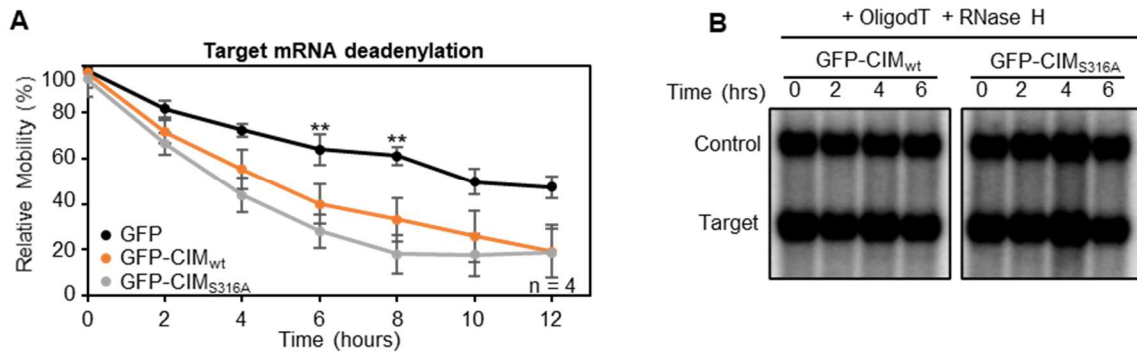 A
Target mRNA deadenylation
Relative Mobility (%)
100
80
60
40
20
0
** **
GFP
GFP-CIMwt
GFP-CIMS316A
n = 4
0 2 4 6 8 10 12
Time (hours)
B
+ OligodT + RNase H
GFP-CIMwt GFP-CIMS316A
Time (hrs) 0 2 4 6 0 2 4 6
Control
Target